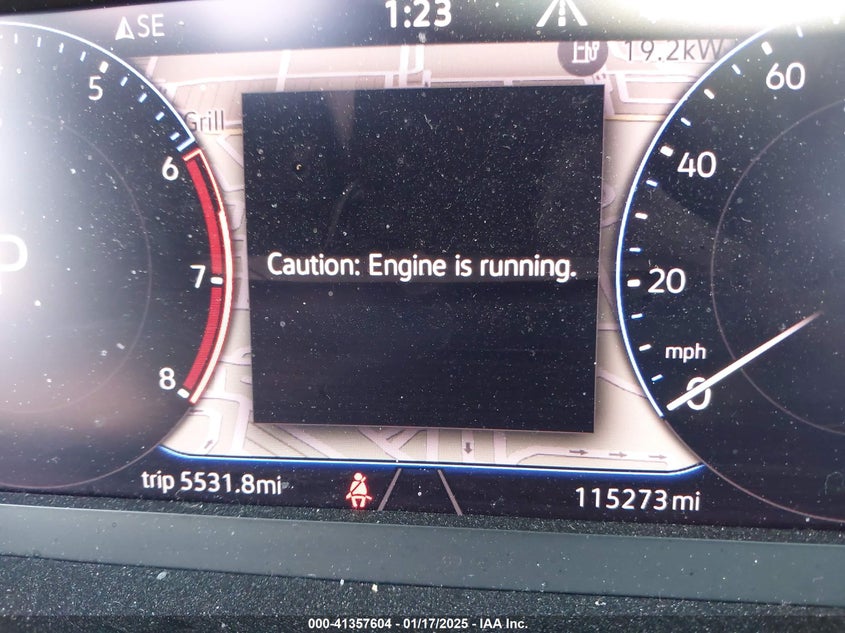 SE
1:23
19.2kW
5
60
Grill
6
40
P
Caution: Engine is running.
7
20
mph
8
0
trip 5531.8mi
115273mi
000-41357604 - 01/17/2025 - IAA Inc.